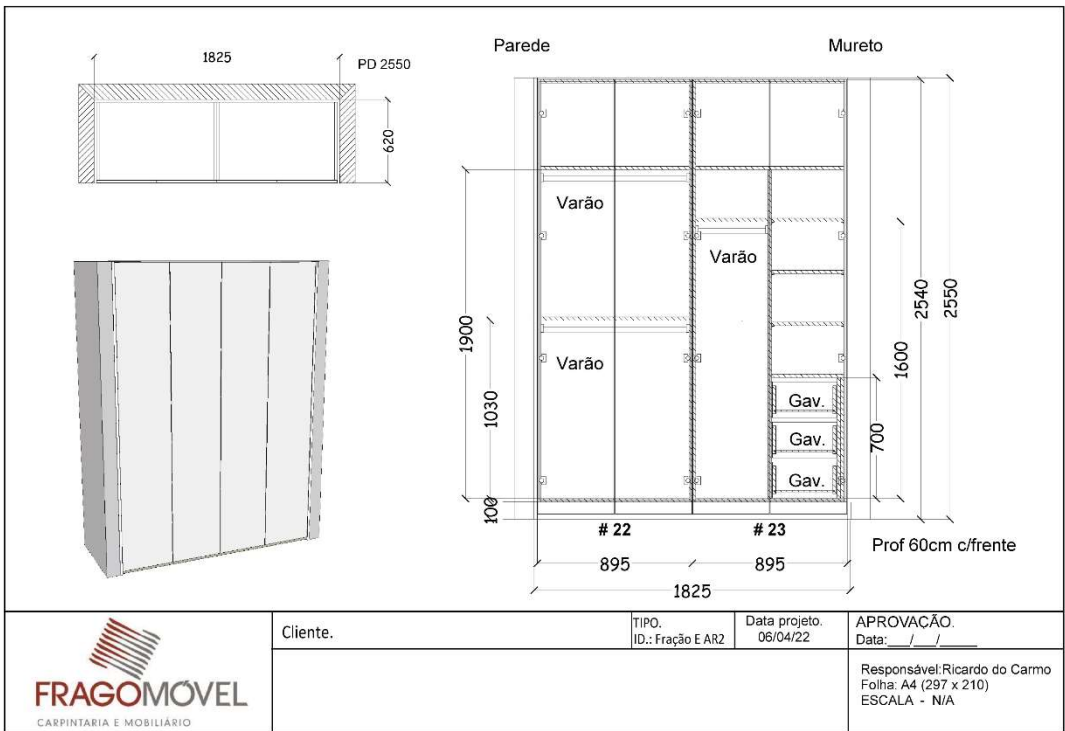 1825
PD 2550
620
Parede
Mureto
Varão
Varão
Varão
1900
1030
100
Gav.
Gav.
Gav.
700
1600
2540
2550
# 22
# 23
Prof 60cm c/frente
895
895
1825
FRAGOMÓVEL
CARPINTARIA E MOBILIÁRIO
Cliente.
TIPO.
ID.: Fração E AR2
Data projeto.
06/04/22
APROVAÇÃO.
Data:___/___/_____
Responsável:Ricardo do Carmo
Folha: A4 (297 x 210)
ESCALA - N/A